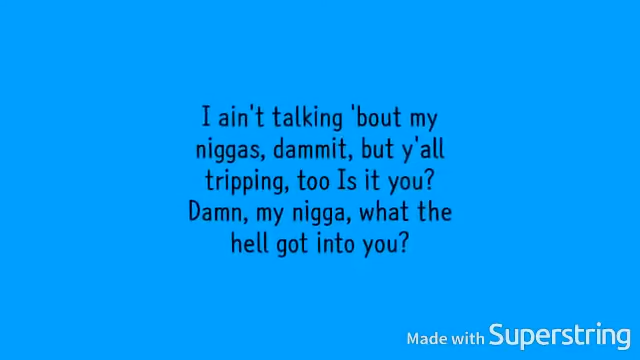 I ain't talking 'bout my
niggas, dammit, but y'all
tripping, too Is it you?
Damn, my nigga, what the
hell got into you?
Made with Superstring